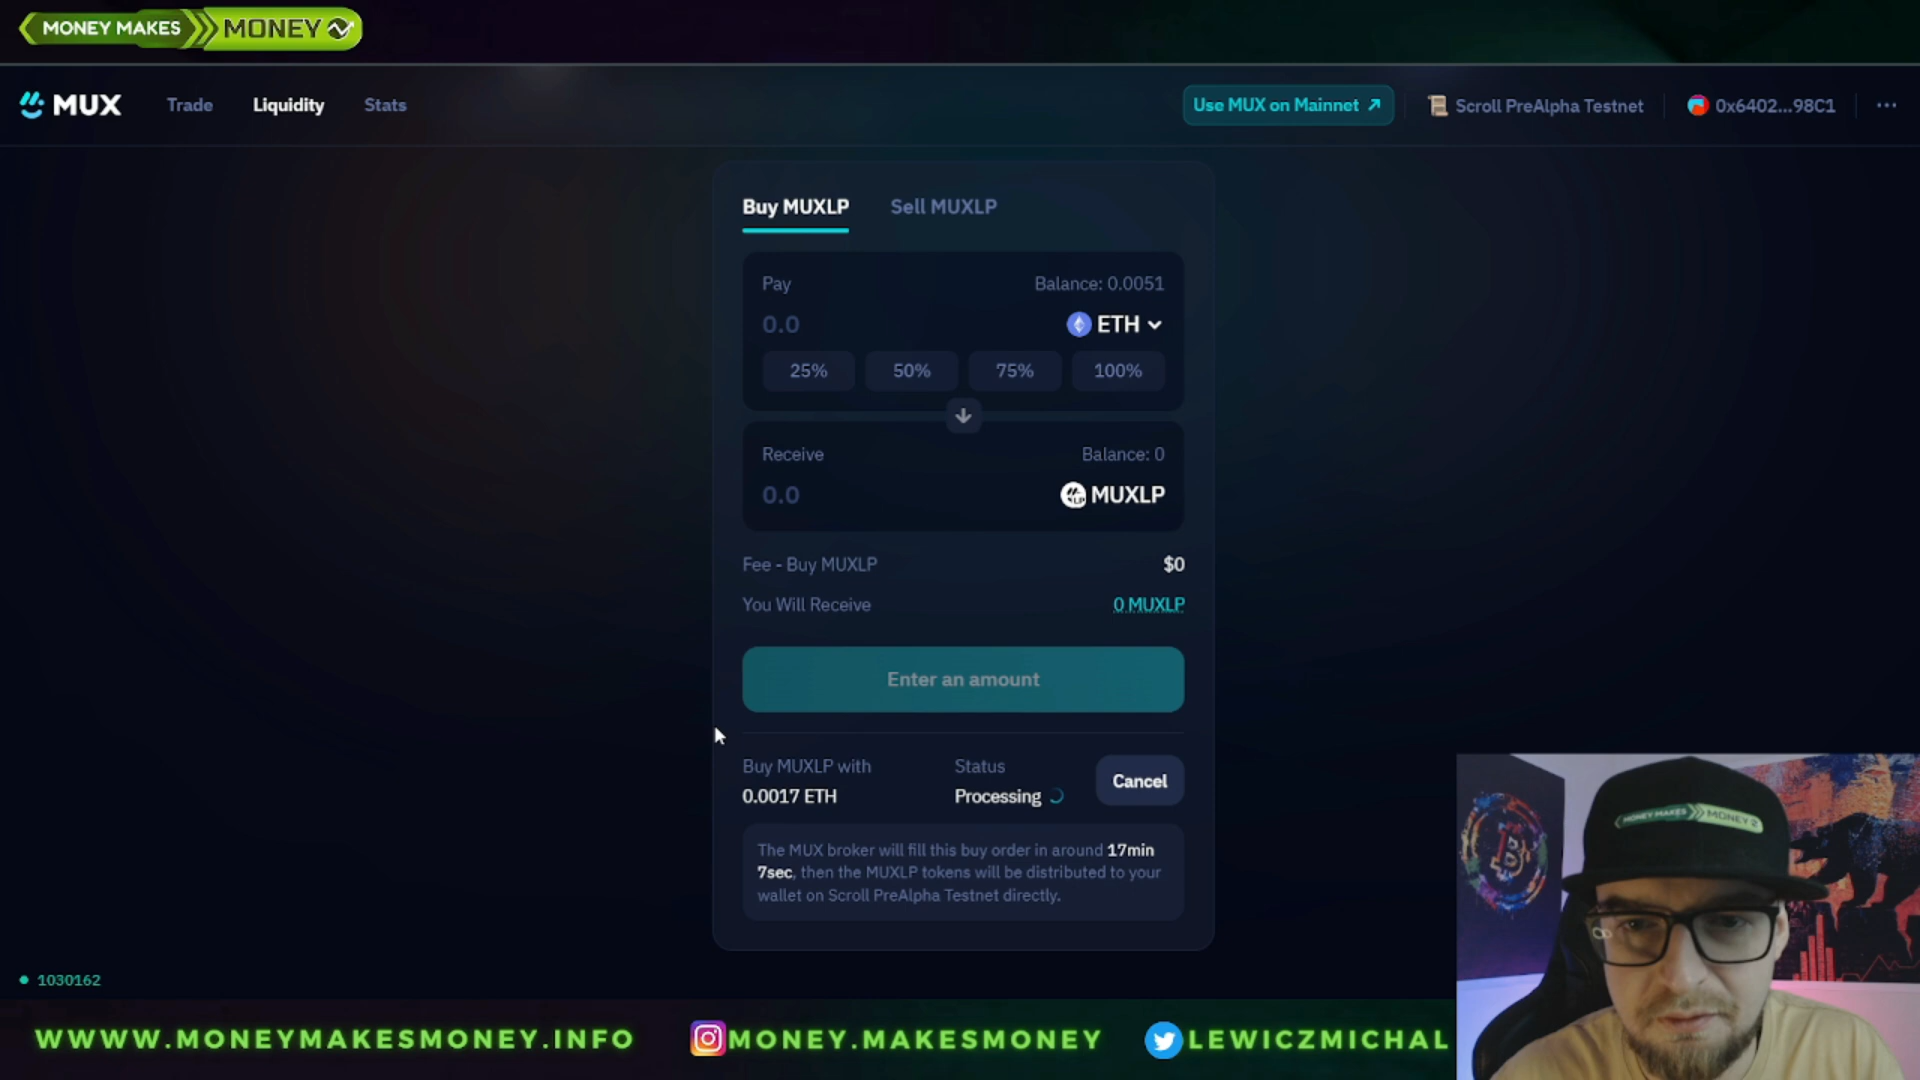 MONEY MAKES MONEY
MUX
Trade
Liquidity
Stats
Use MUX on Mainnet
Scroll PreAlpha Testnet
0x6402...98C1
Buy MUXLP
Sell MUXLP
Pay
Balance: 0.0051
0.0
ETH
25%
50%
75%
100%
Receive
Balance: 0
0.0
MUXLP
Fee - Buy MUXLP
$0
You Will Receive
0 MUXLP
Enter an amount
Buy MUXLP with
Status
0.0017 ETH
Processing
Cancel
The MUX broker will fill this buy order in around 17min
7sec, then the MUXLP tokens will be distributed to your
wallet on Scroll PreAlpha Testnet directly.
1030162
MONEY MAKES MONEY
WWWW.MONEYMAKESMONEY.INFO
MONEY.MAKESMONEY
LEWICZMICHAL